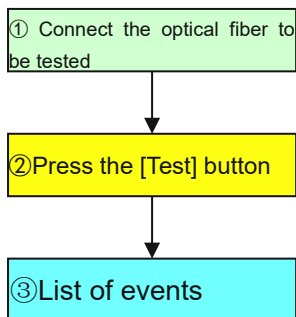 ① Connect the optical fiber to
be tested
②Press the [Test] button
③List of events